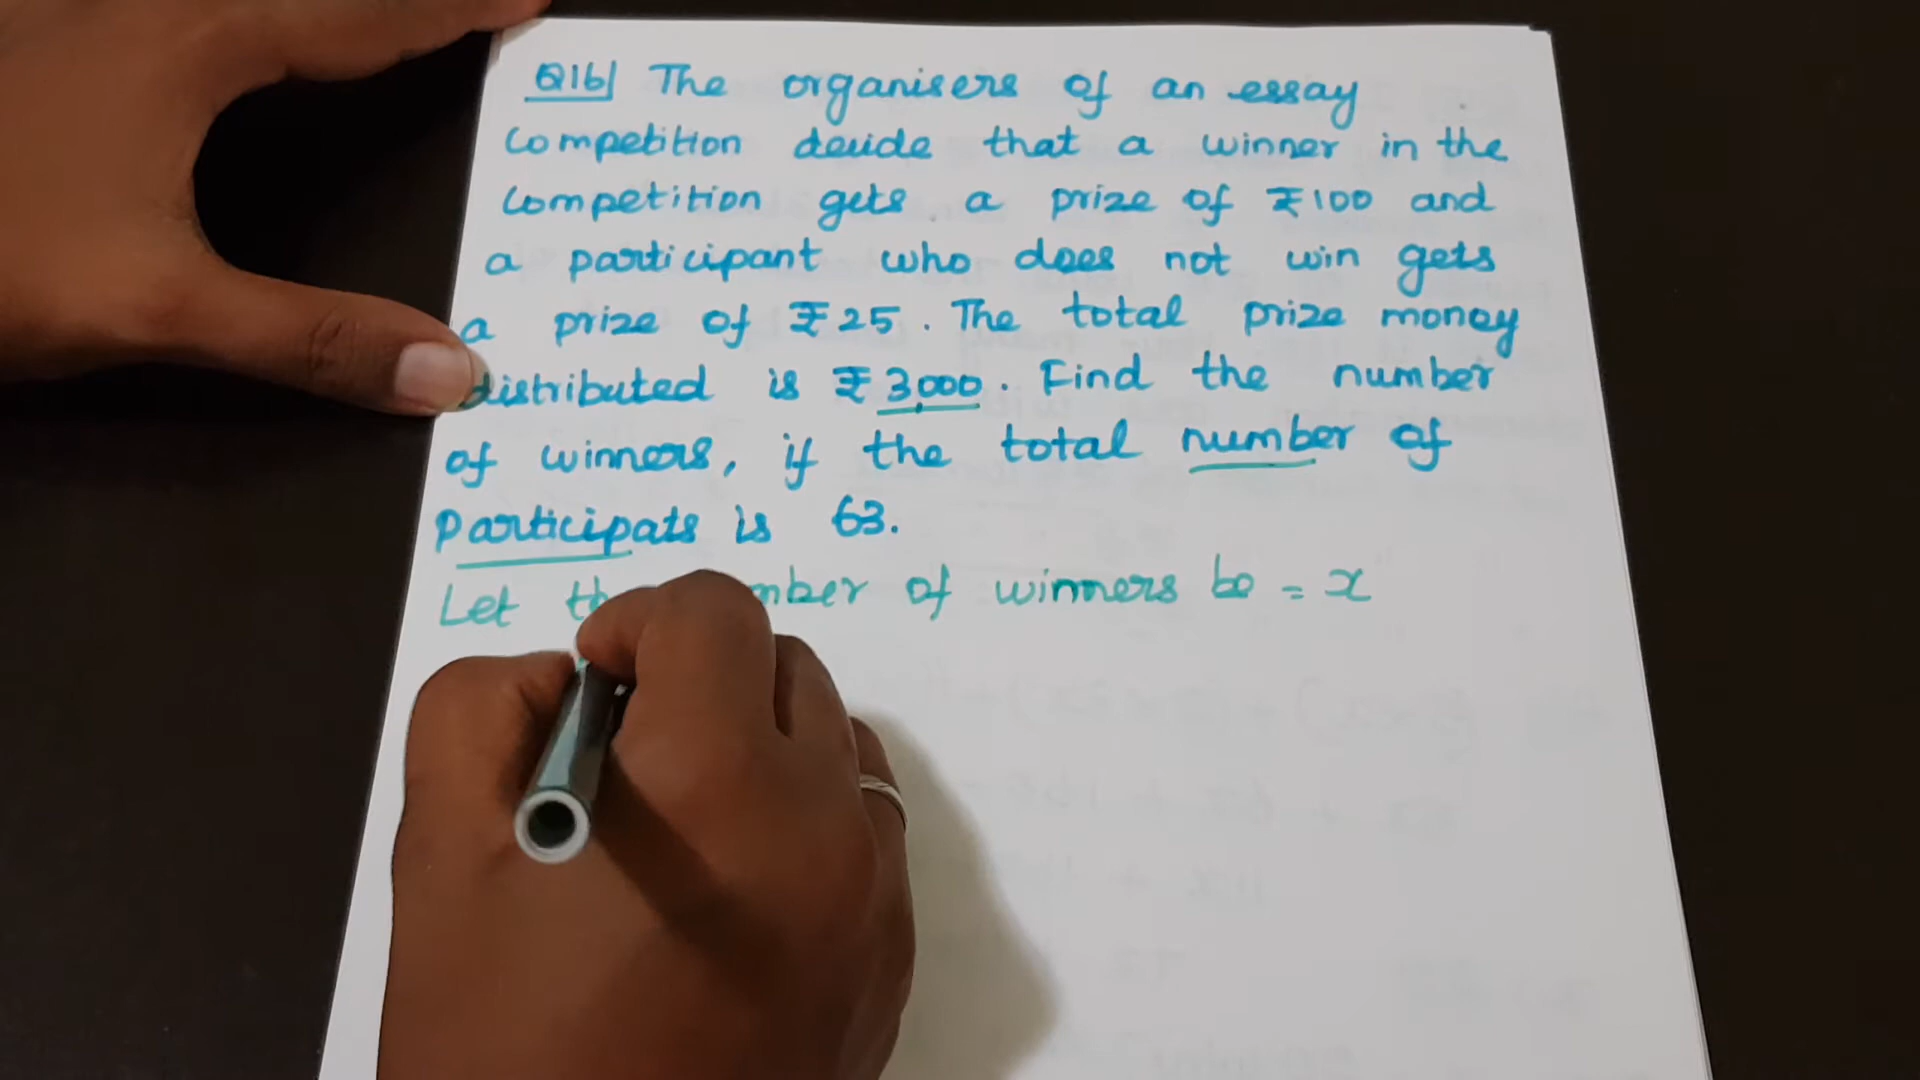 Q16] The organisers of an essay
competition decide that a winner in the
competition gets a prize of ₹100 and
a participant who does not win gets
a prize of ₹25. The total prize money
distributed is ₹3,000. Find the number
of winners, if the total number of
Participats is 63.
Let of winners be = x